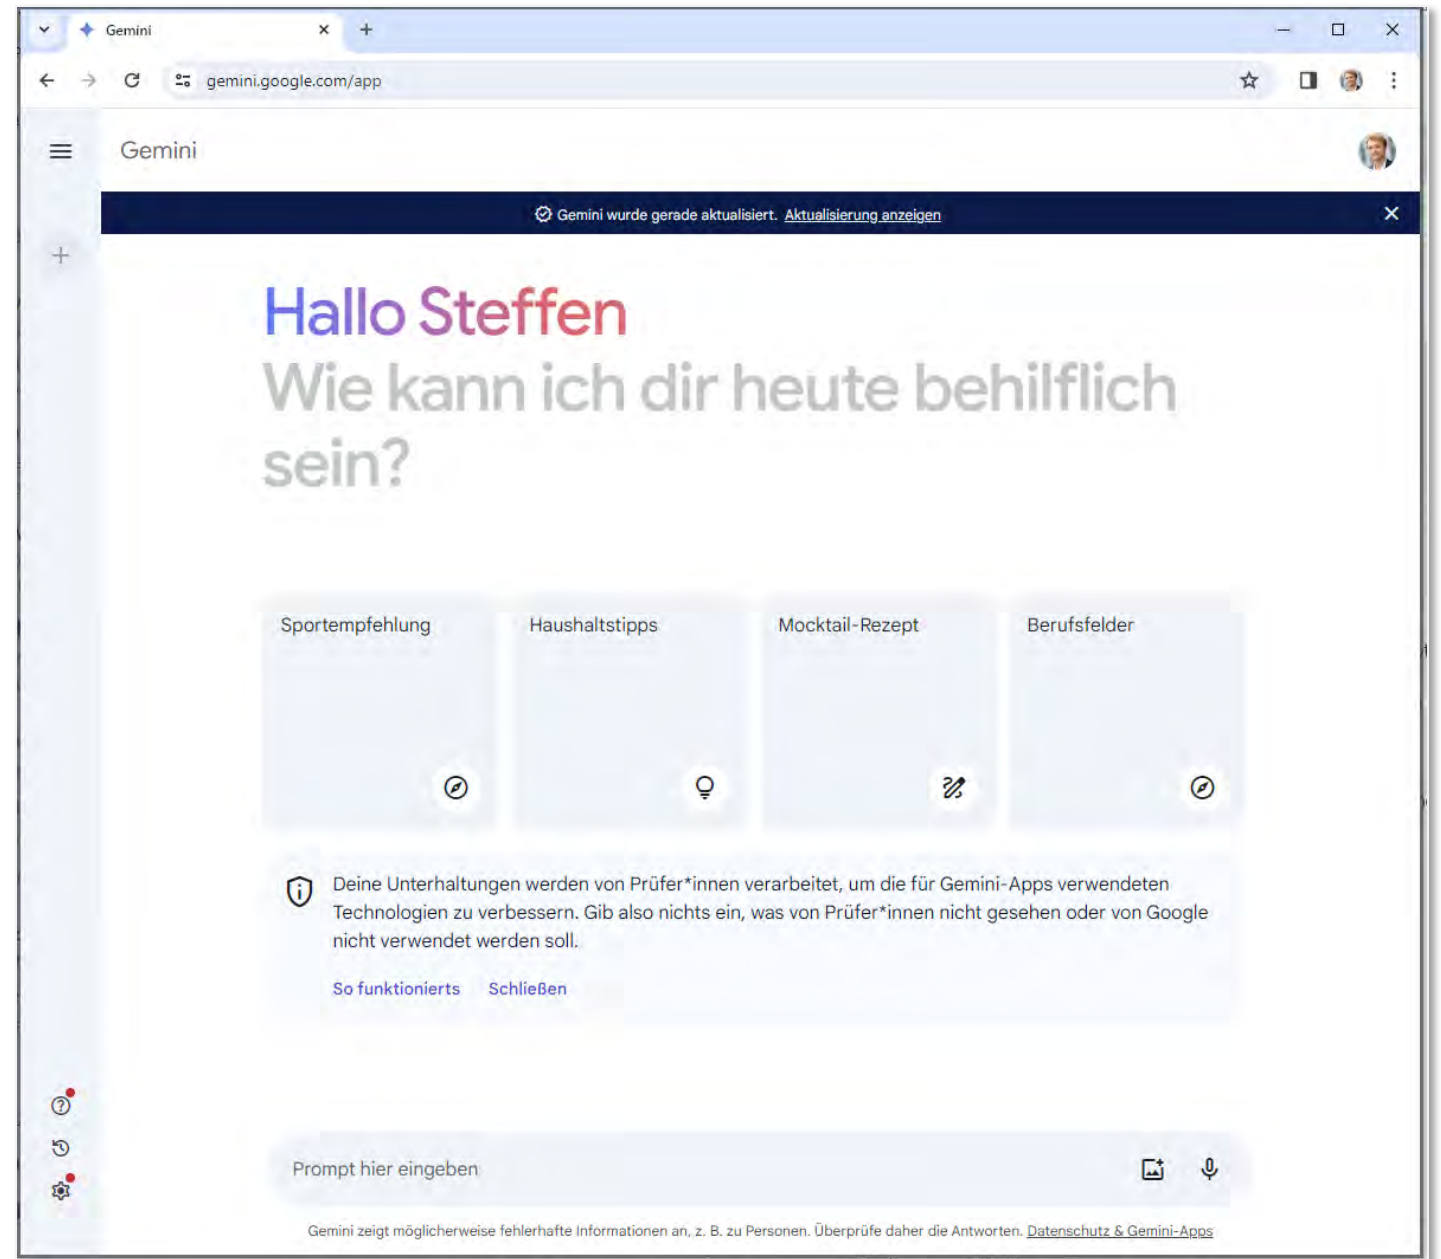 Gemini
gemini.google.com/app
Gemini
Gemini wurde gerade aktualisiert. Aktualisierung anzeigen
Hallo Steffen
Wie kann ich dir heute behilflich
sein?
Sportempfehlung
Haushaltstipps
Mocktail-Rezept
Berufsfelder
Deine Unterhaltungen werden von Prüfer*innen verarbeitet, um die für Gemini-Apps verwendeten
Technologien zu verbessern. Gib also nichts ein, was von Prüfer*innen nicht gesehen oder von Google
nicht verwendet werden soll.
So funktionierts Schließen
Prompt hier eingeben
Gemini zeigt möglicherweise fehlerhafte Informationen an, z. B. zu Personen. Überprüfe daher die Antworten. Datenschutz & Gemini-Apps